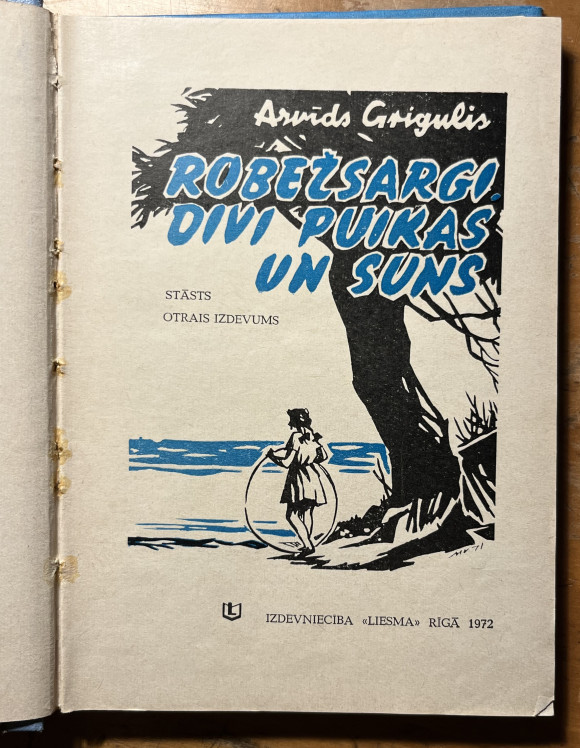 Arvīds Grigulis
ROBEŽSARGI,
DIVI PUIKAS
UN SUNS
STĀSTS
OTRAIS IZDEVUMS
IZDEVNIECĪBA «LIESMA» RĪGĀ 1972